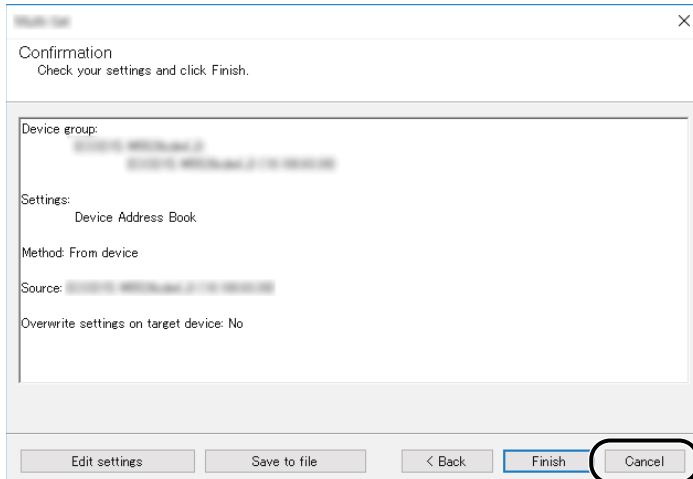 Confirmation
Check your settings and click Finish.
Device group:
Settings:
Device Address Book
Method: From device
Source:
Overwrite settings on target device: No
Edit settings
Save to file
< Back
Finish
Cancel